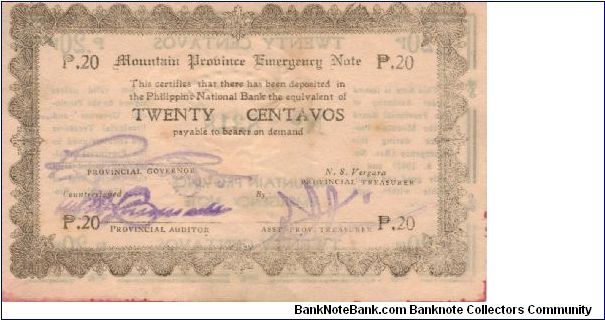 ₱.20 Mountain Province Emergency Note ₱.20
This certifies that there has been deposited in
the Philippine National Bank the equivalent of
TWENTY CENTAVOS
payable to bearer on demand
PROVINCIAL GOVERNOR
N. S. Vergara
PROVINCIAL TREASURER
Countersigned
By
₱.20 ₱.20
PROVINCIAL AUDITOR ASST. PROV. TREASURER
BankNoteBank.com Banknote Collectors Community